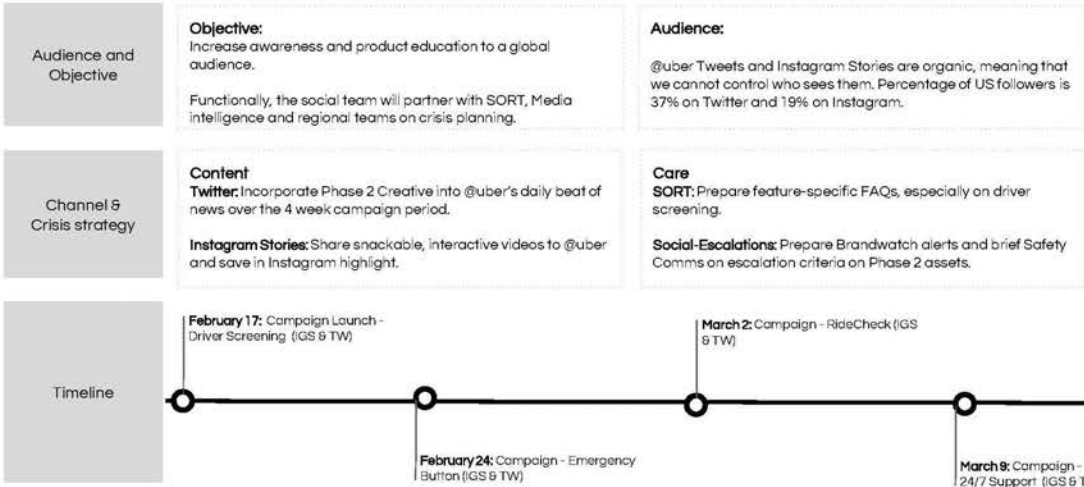 Audience and
Objective
Objective:
Increase awareness and product education to a global
audience.
Functionally, the social team will partner with SORT, Media
intelligence and regional teams on crisis planning.
Audience:
@uber Tweets and Instagram Stories are organic, meaning that
we cannot control who sees them. Percentage of US followers is
37% on Twitter and 19% on Instagram.
Channel &
Crisis strategy
Content
Twitter: Incorporate Phase 2 Creative into @uber's daily beat of
news over the 4 week campaign period.
Instagram Stories: Share snackable, interactive videos to @uber
and save in Instagram highlight.
Care
SORT: Prepare feature-specific FAQs, especially on driver
screening.
Social-Escalations: Prepare Brandwatch alerts and brief Safety
Comms on escalation criteria on Phase 2 assets.
Timeline
February 17: Campaign Launch -
Driver Screening (IGS & TW)
February 24: Campaign - Emergency
Button (IGS & TW)
March 2: Campaign - RideCheck (IGS
& TW)
March 9: Campaign -
24/7 Support (IGS & T